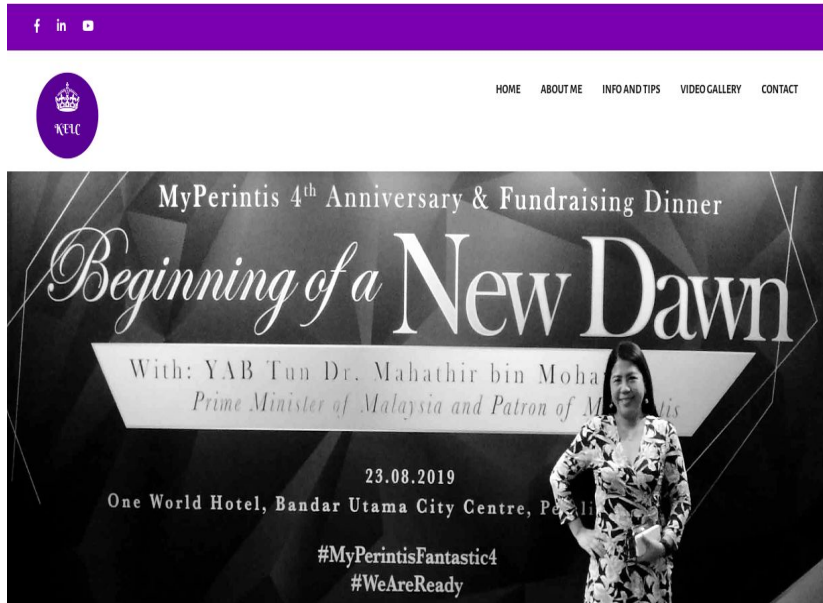 KELC
HOME ABOUT ME INFO AND TIPS VIDEO GALLERY CONTACT
MyPerintis 4th Anniversary & Fundraising Dinner
Beginning of a New Dawn
With: YAB Tun Dr. Mahathir bin
Prime Minister of Malaysia and Patron of
23.08.2019
One World Hotel, Bandar Utama City Centre,
#MyPerintisFantastic4
#WeAreReady